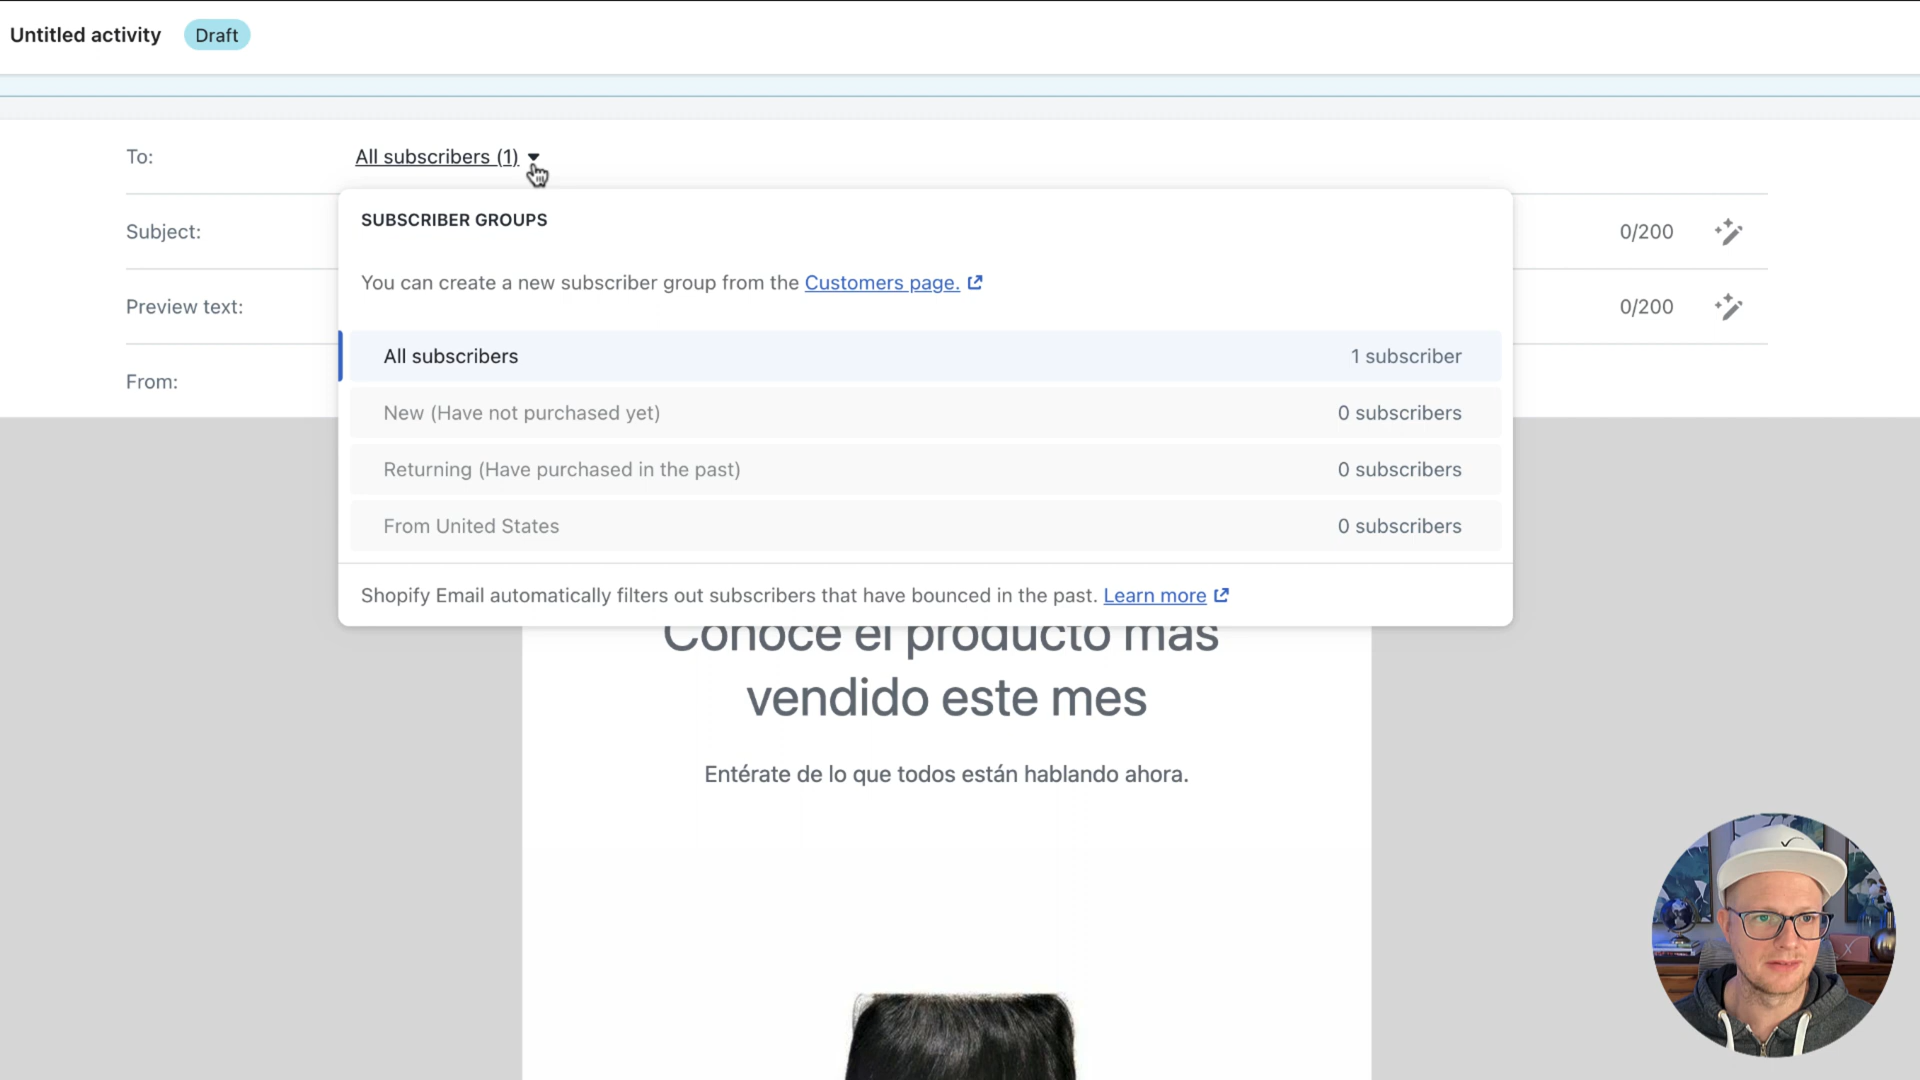 Untitled activity Draft
To: All subscribers (1)
SUBSCRIBER GROUPS
Subject: 0/200
You can create a new subscriber group from the Customers page.
Preview text: 0/200
All subscribers 1 subscriber
From:
New (Have not purchased yet) 0 subscribers
Returning (Have purchased in the past) 0 subscribers
From United States 0 subscribers
Shopify Email automatically filters out subscribers that have bounced in the past. Learn more
Conoce el producto más
vendido este mes
Entérate de lo que todos están hablando ahora.